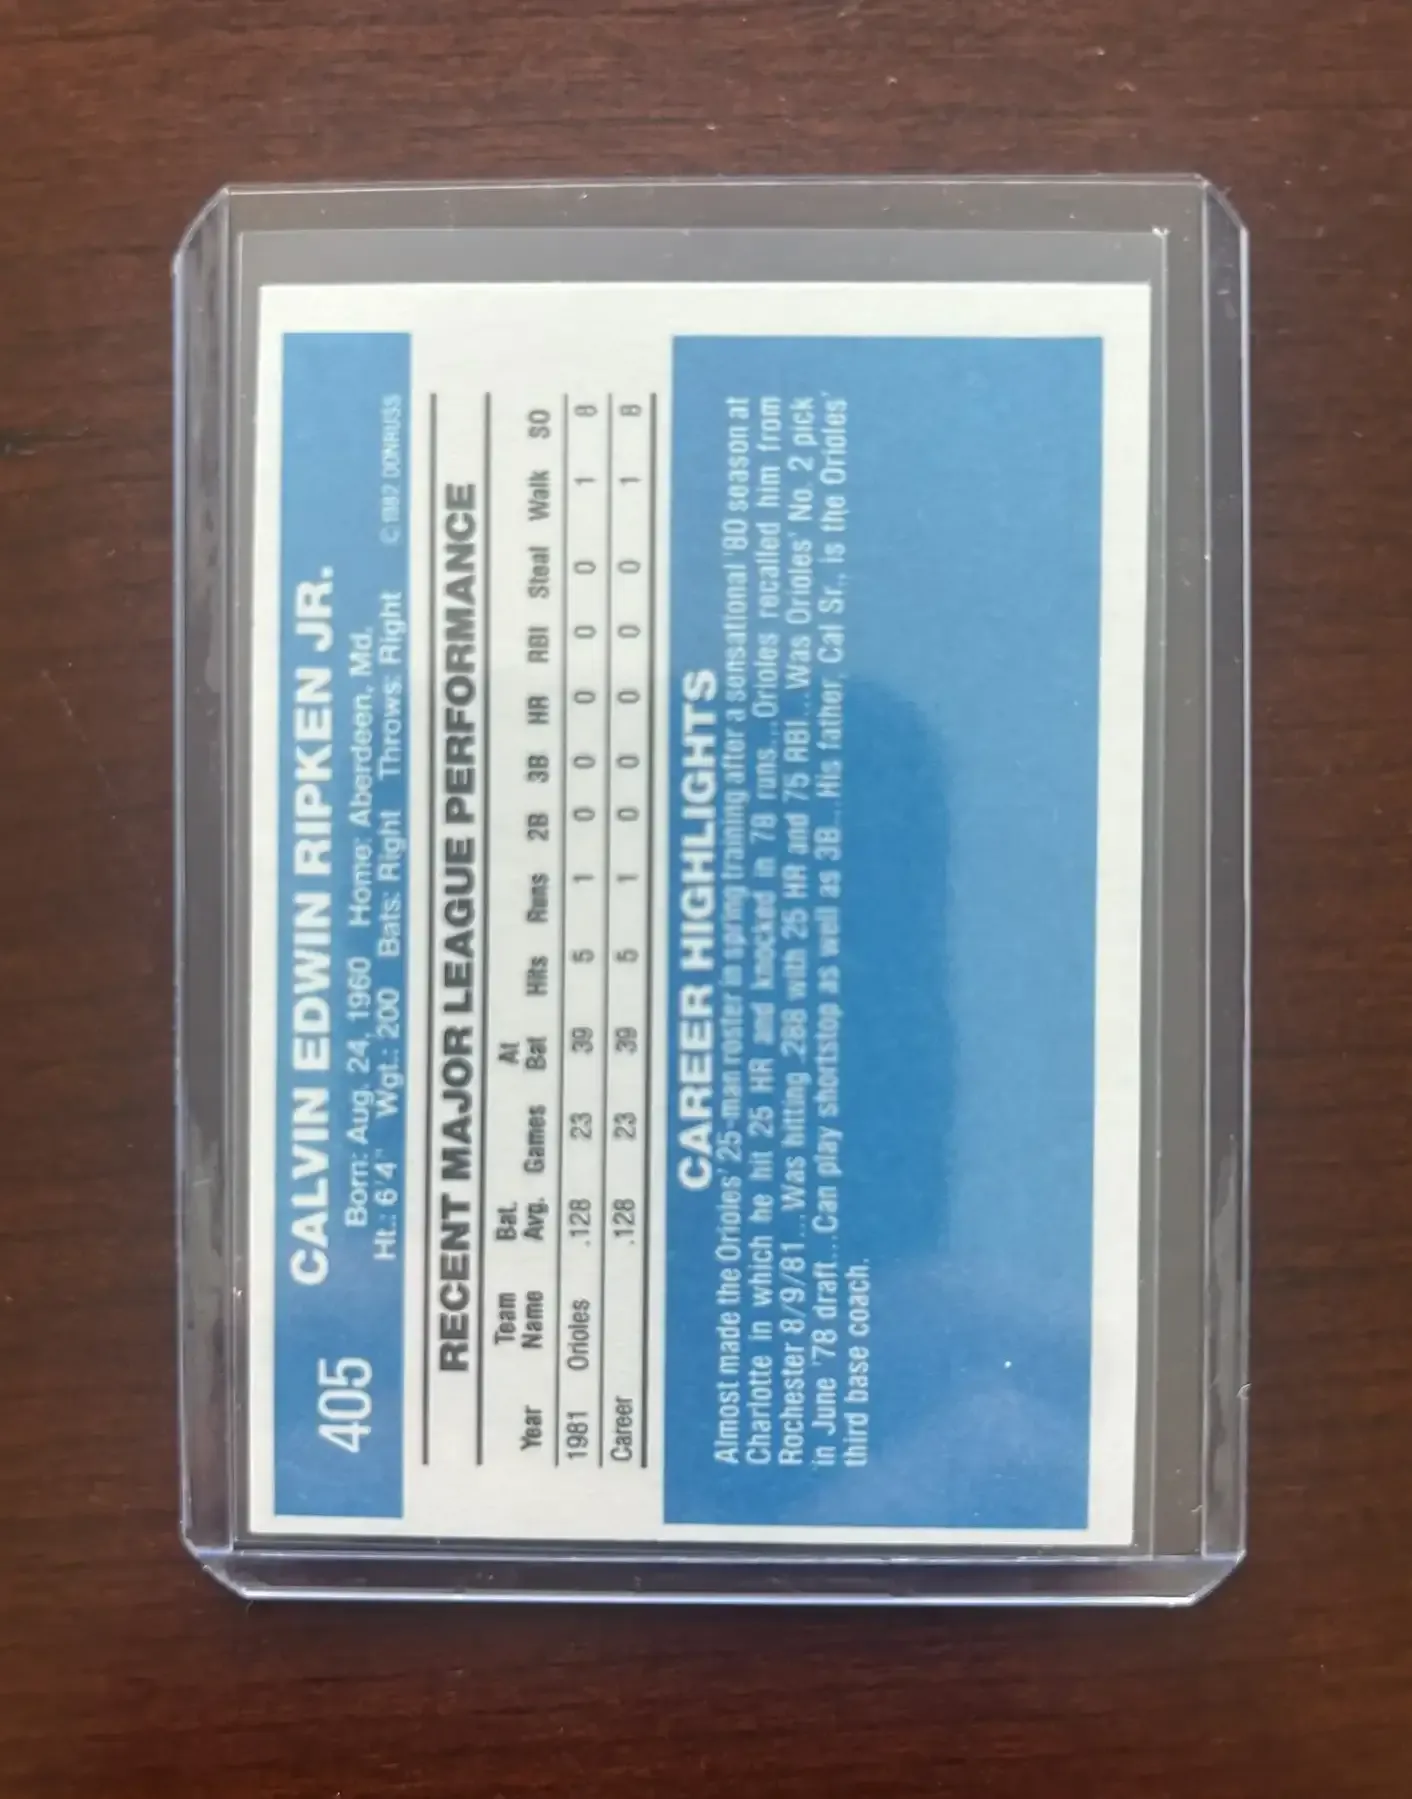 405 CALVIN EDWIN RIPKEN JR.
Born: Aug. 24, 1960 Home: Aberdeen, Md.
Ht.: 6'4" Wgt.: 200 Bats: Right Throws: Right C 1982 DONRUSS
RECENT MAJOR LEAGUE PERFORMANCE
Team Bat. At
Year Name Avg. Games Bat Hits Runs 2B 3B HR RBI Steal Walk SO
1981 Orioles .128 23 39 5 1 0 0 0 0 0 1 8
Career .128 23 39 5 1 0 0 0 0 0 1 8
CAREER HIGHLIGHTS
Almost made the Orioles' 25-man roster in spring training after a sensational '80 season at
Charlotte in which he hit 25 HR and knocked in 78 runs...Orioles recalled him from
Rochester 8/9/81...Was hitting .288 with 25 HR and 75 RBI...Was Orioles' No. 2 pick
in June '78 draft...Can play shortstop as well as 3B...His father, Cal Sr., is the Orioles'
third base coach.